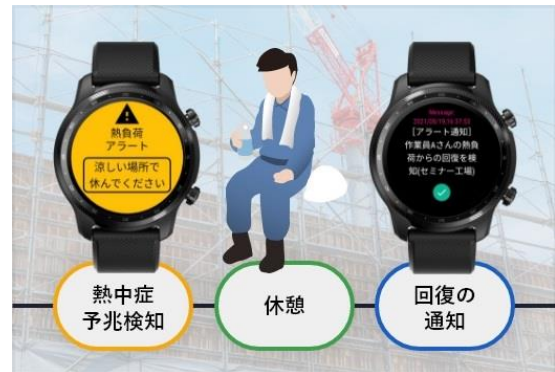 熱負荷
アラート
涼しい場所で
休んでください
Message
[アラート通知]
作業員Aさんの熱負
荷からの回復を検
知(セミナー工場)
熱中症
予兆検知
休憩
回復の
通知